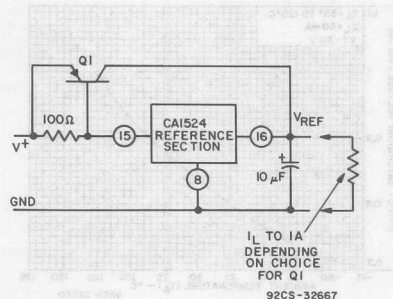 Q1
100Ω
V+
15
CA1524
REFERENCE
SECTION
16
VREF
8
+
10 μF
GND
IL TO 1A
DEPENDING
ON CHOICE
FOR Q1
92CS-32667